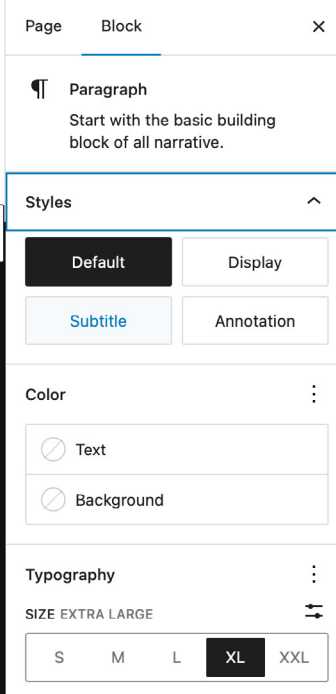 Page Block
Paragraph
Start with the basic building
block of all narrative.
Styles
Default Display
Subtitle Annotation
Color
Text
Background
Typography
SIZE EXTRA LARGE
S M L XL XXL